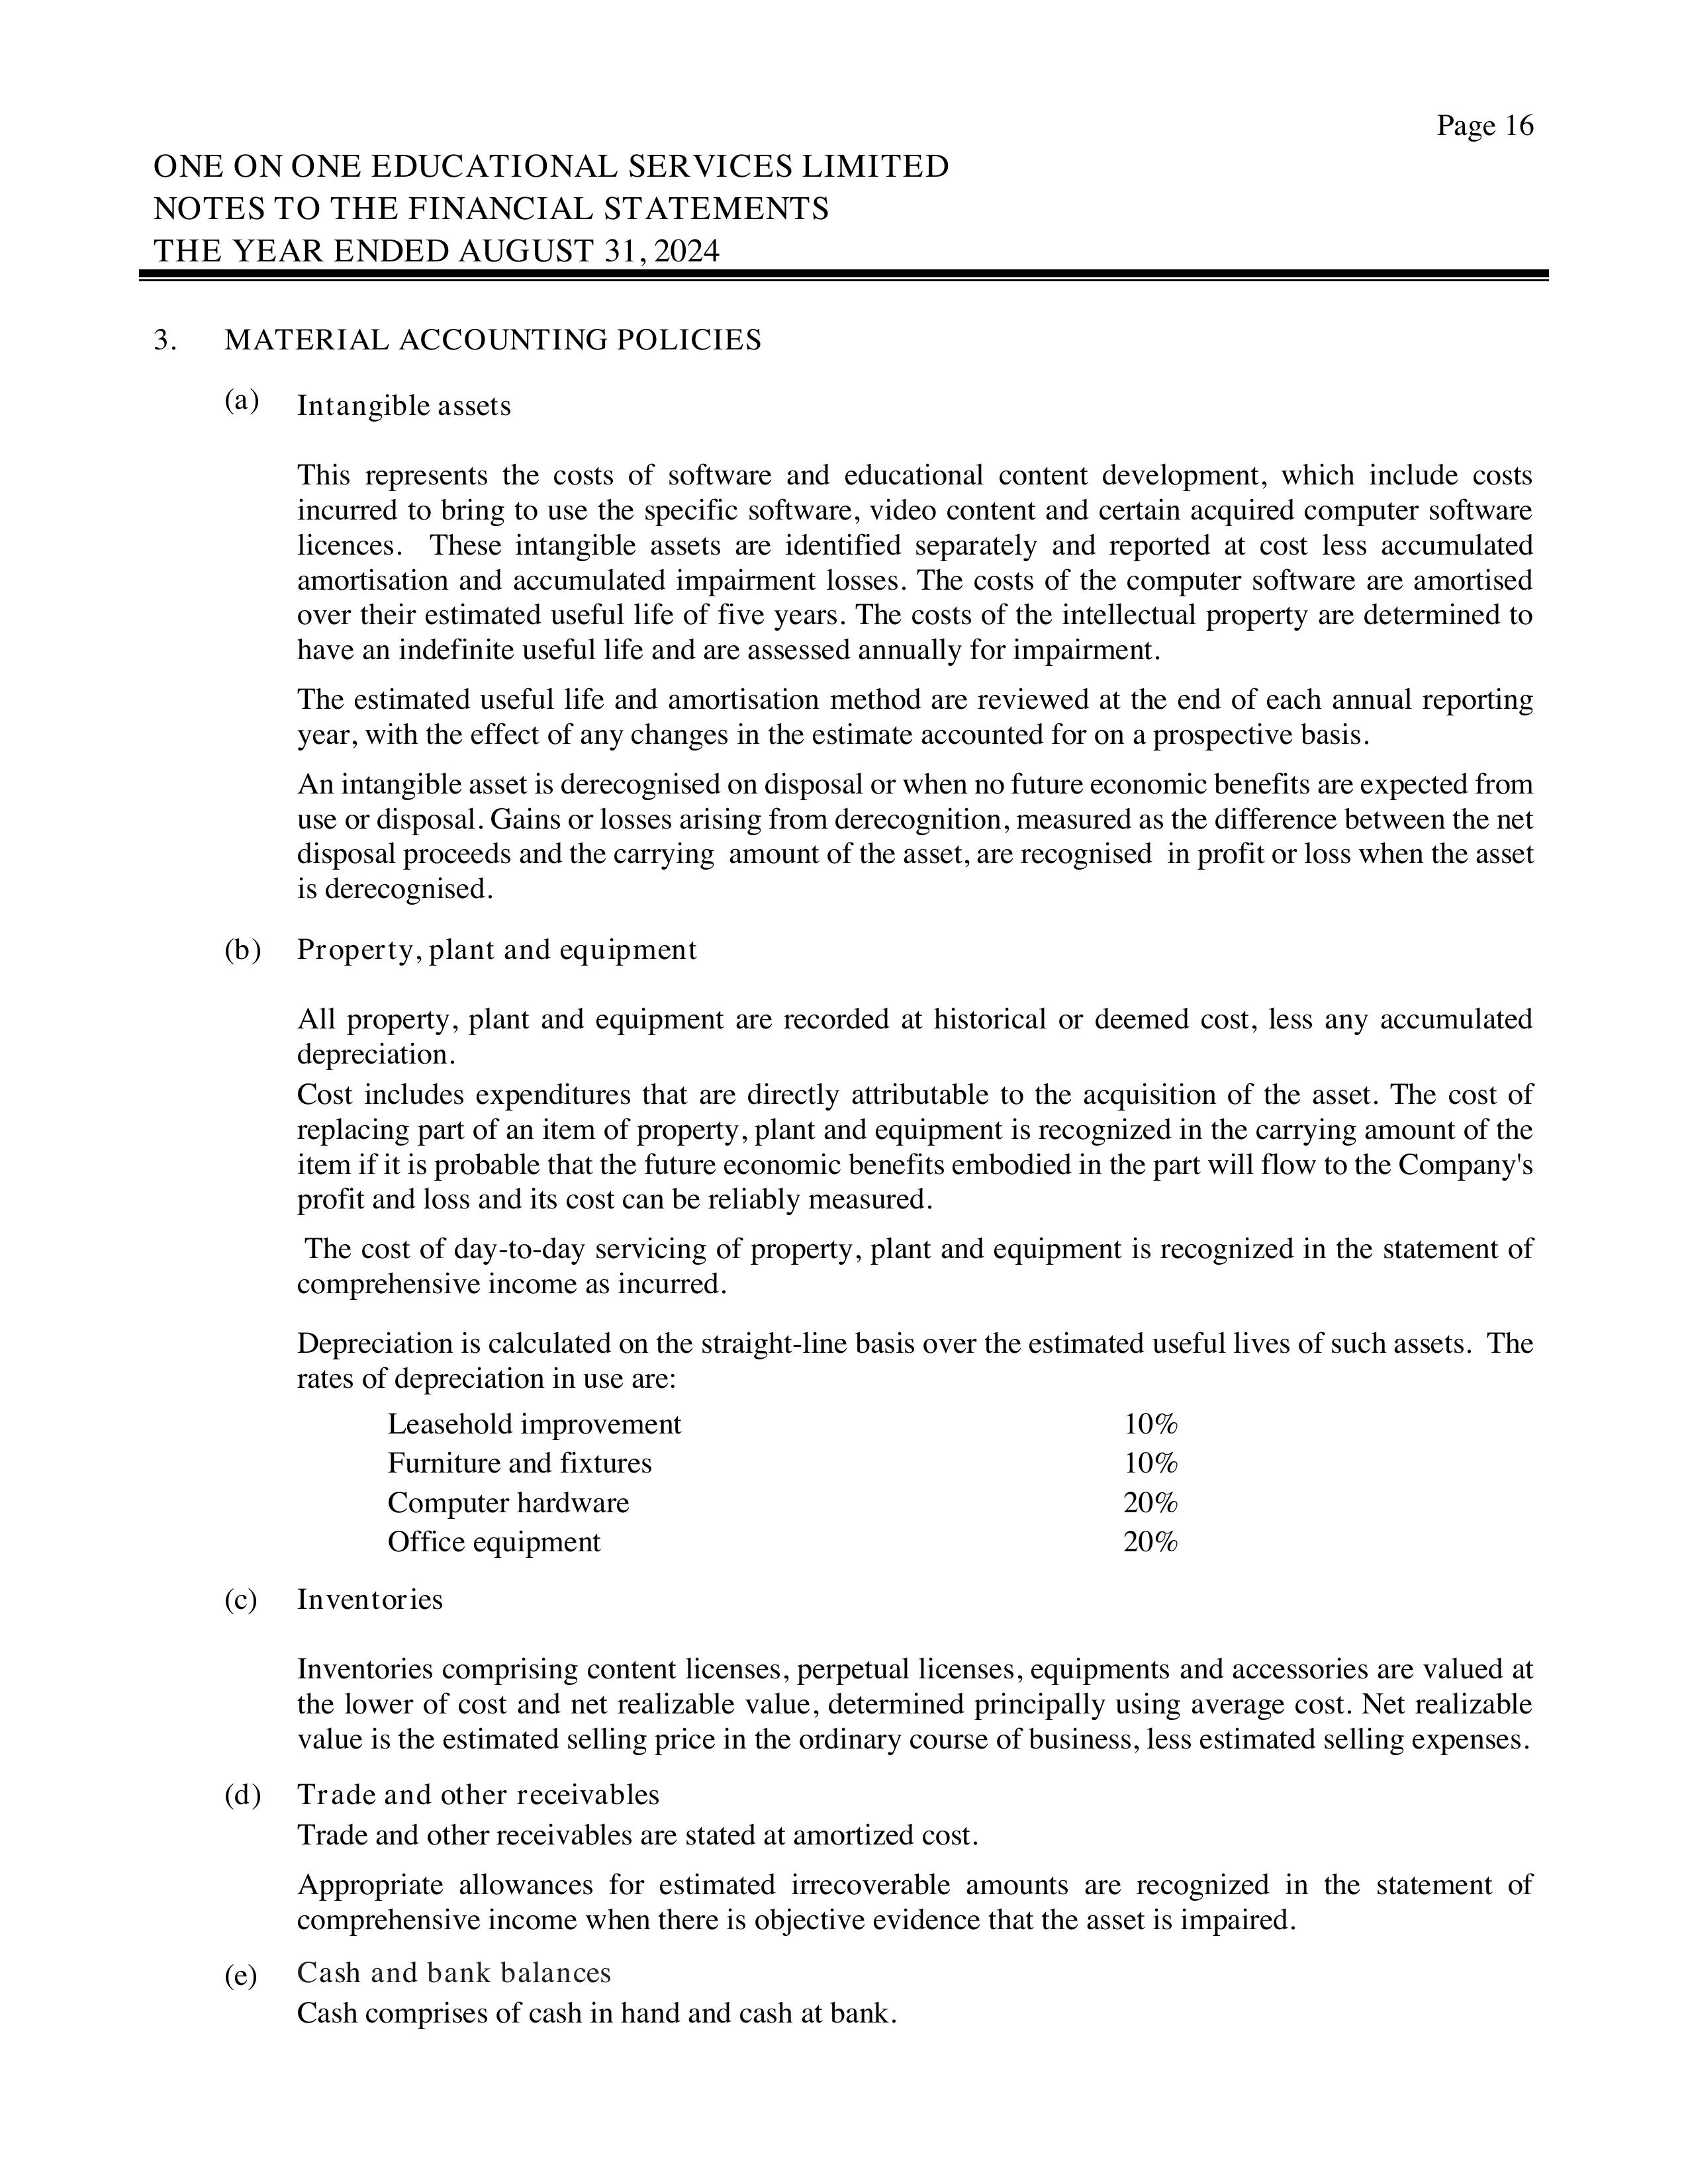 Page 16
ONE ON ONE EDUCATIONAL SERVICES LIMITED
NOTES TO THE FINANCIAL STATEMENTS
THE YEAR ENDED AUGUST 31, 2024
3. MATERIAL ACCOUNTING POLICIES
(a) Intangible assets
This represents the costs of software and educational content development, which include costs
incurred to bring to use the specific software, video content and certain acquired computer software
licences. These intangible assets are identified separately and reported at cost less accumulated
amortisation and accumulated impairment losses. The costs of the computer software are amortised
over their estimated useful life of five years. The costs of the intellectual property are determined to
have an indefinite useful life and are assessed annually for impairment.
The estimated useful life and amortisation method are reviewed at the end of each annual reporting
year, with the effect of any changes in the estimate accounted for on a prospective basis.
An intangible asset is derecognised on disposal or when no future economic benefits are expected from
use or disposal. Gains or losses arising from derecognition, measured as the difference between the net
disposal proceeds and the carrying amount of the asset, are recognised in profit or loss when the asset
is derecognised.
(b) Property, plant and equipment
All property, plant and equipment are recorded at historical or deemed cost, less any accumulated
depreciation.
Cost includes expenditures that are directly attributable to the acquisition of the asset. The cost of
replacing part of an item of property, plant and equipment is recognized in the carrying amount of the
item if it is probable that the future economic benefits embodied in the part will flow to the Company's
profit and loss and its cost can be reliably measured.
The cost of day-to-day servicing of property, plant and equipment is recognized in the statement of
comprehensive income as incurred.
Depreciation is calculated on the straight-line basis over the estimated useful lives of such assets. The
rates of depreciation in use are:
Leasehold improvement 10%
Furniture and fixtures 10%
Computer hardware 20%
Office equipment 20%
(c) Inventories
Inventories comprising content licenses, perpetual licenses, equipments and accessories are valued at
the lower of cost and net realizable value, determined principally using average cost. Net realizable
value is the estimated selling price in the ordinary course of business, less estimated selling expenses.
(d) Trade and other receivables
Trade and other receivables are stated at amortized cost.
Appropriate allowances for estimated irrecoverable amounts are recognized in the statement of
comprehensive income when there is objective evidence that the asset is impaired.
(e) Cash and bank balances
Cash comprises of cash in hand and cash at bank.